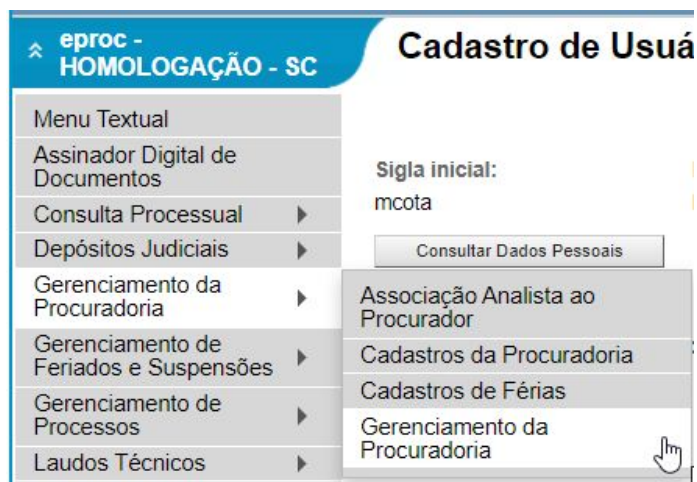 eproc -
HOMOLOGAÇÃO - SC
Cadastro de Usuá
Menu Textual
Assinador Digital de
Documentos
Consulta Processual
Depósitos Judiciais
Gerenciamento da
Procuradoria
Gerenciamento de
Feriados e Suspensões
Gerenciamento de
Processos
Laudos Técnicos
Sigla inicial:
mcota
Consultar Dados Pessoais
Associação Analista ao
Procurador
Cadastros da Procuradoria
Cadastros de Férias
Gerenciamento da
Procuradoria